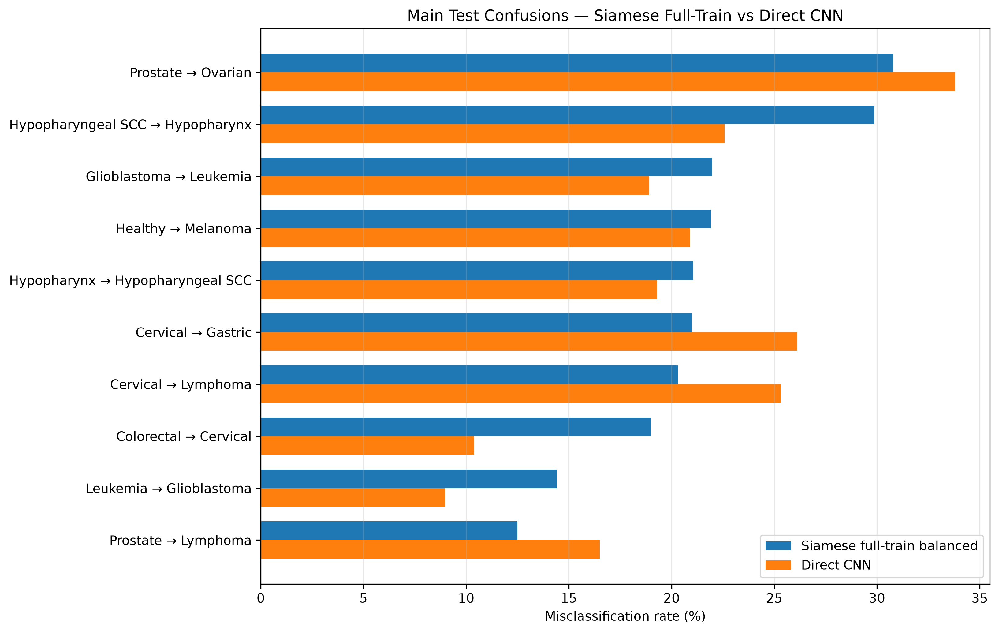 Main Test Confusions — Siamese Full-Train vs Direct CNN
Prostate → Ovarian
Hypopharyngeal SCC → Hypopharynx
Glioblastoma → Leukemia
Healthy → Melanoma
Hypopharynx → Hypopharyngeal SCC
Cervical → Gastric
Cervical → Lymphoma
Colorectal → Cervical
Leukemia → Glioblastoma
Prostate → Lymphoma
Siamese full-train balanced
Direct CNN
0 5 10 15 20 25 30 35
Misclassification rate (%)